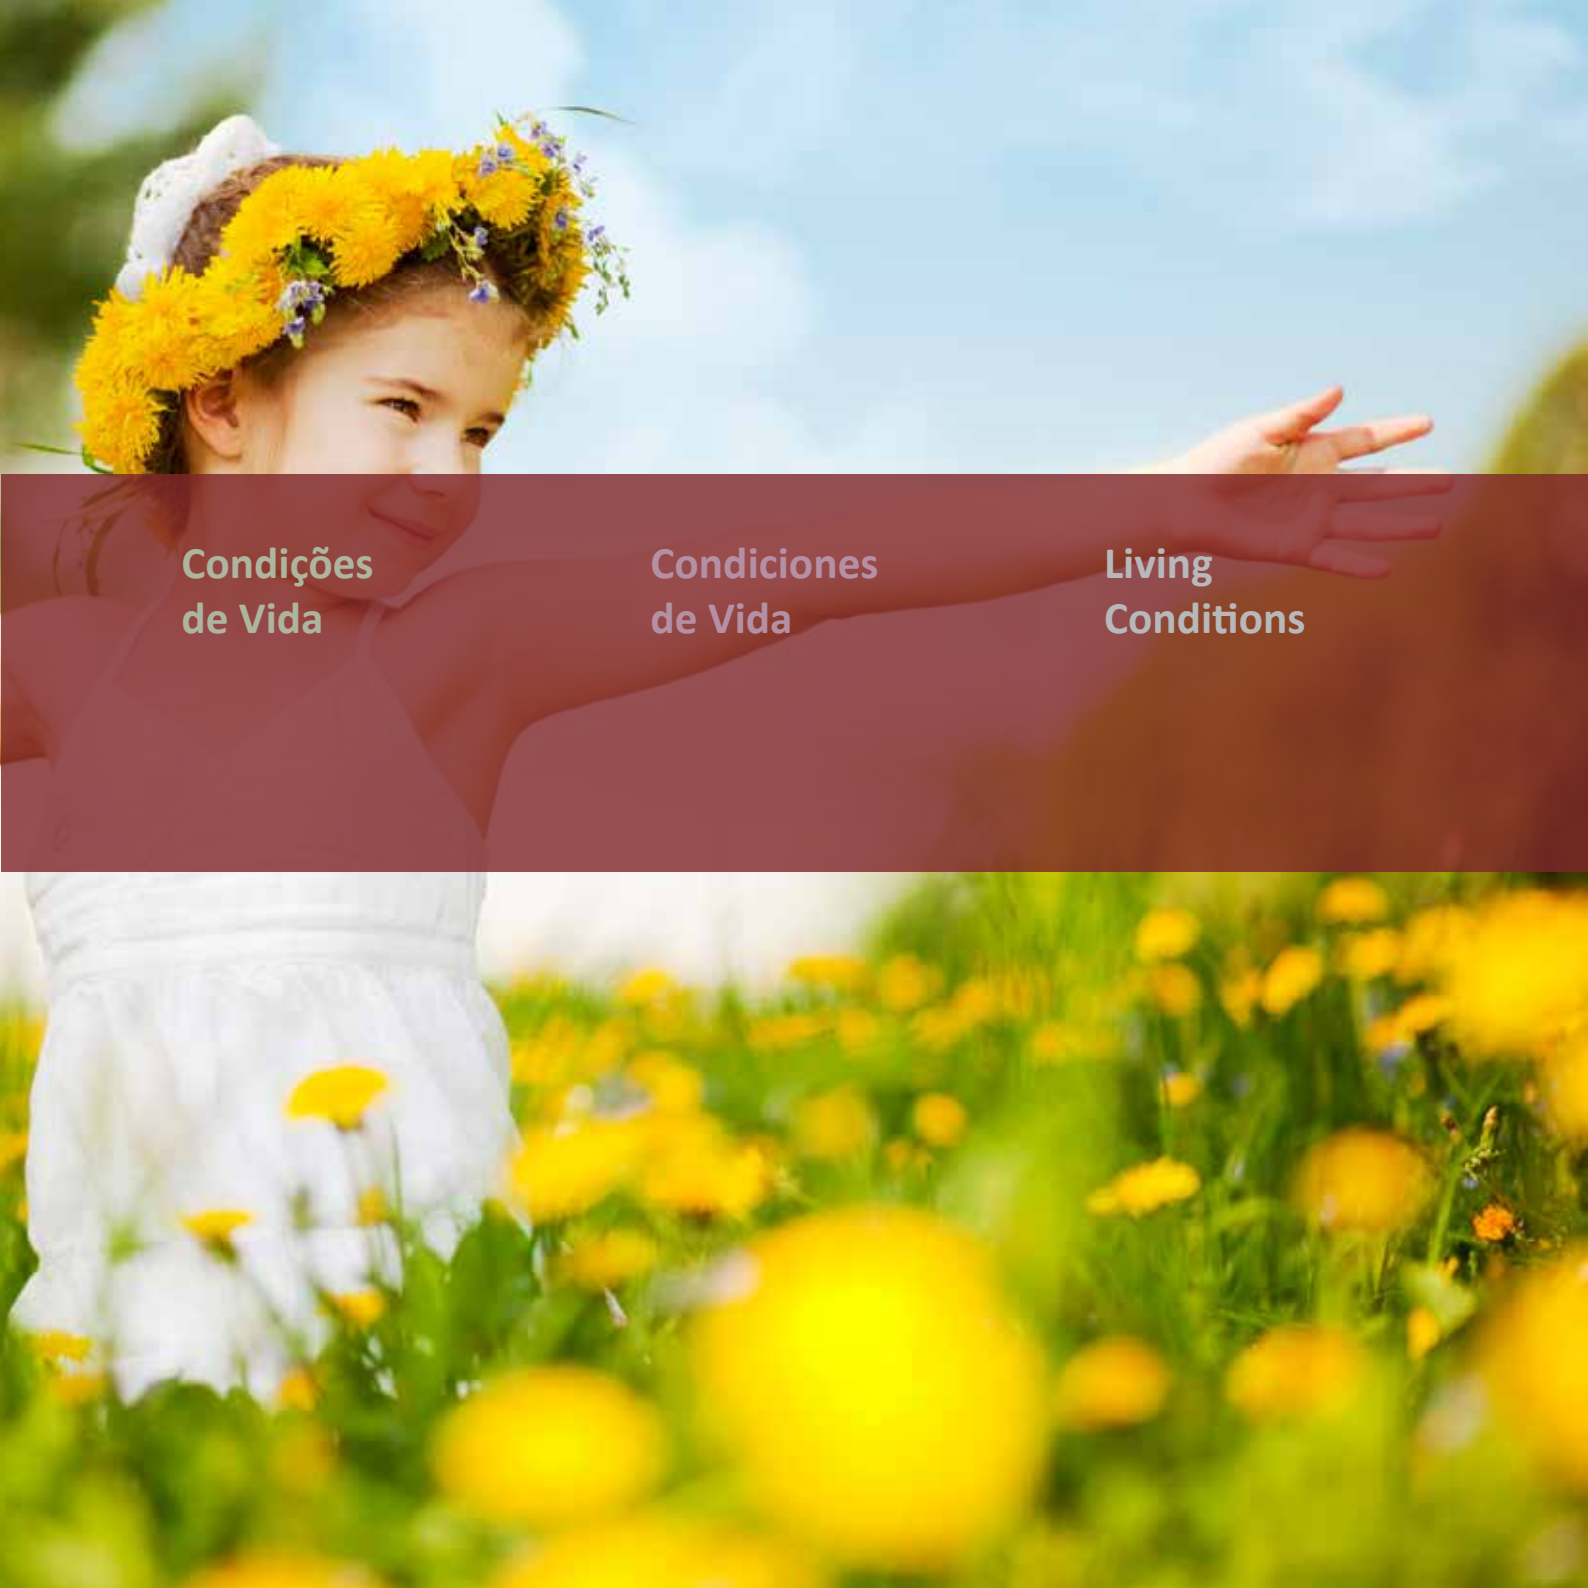 Condições
de Vida
Condiciones
de Vida
Living
Conditions